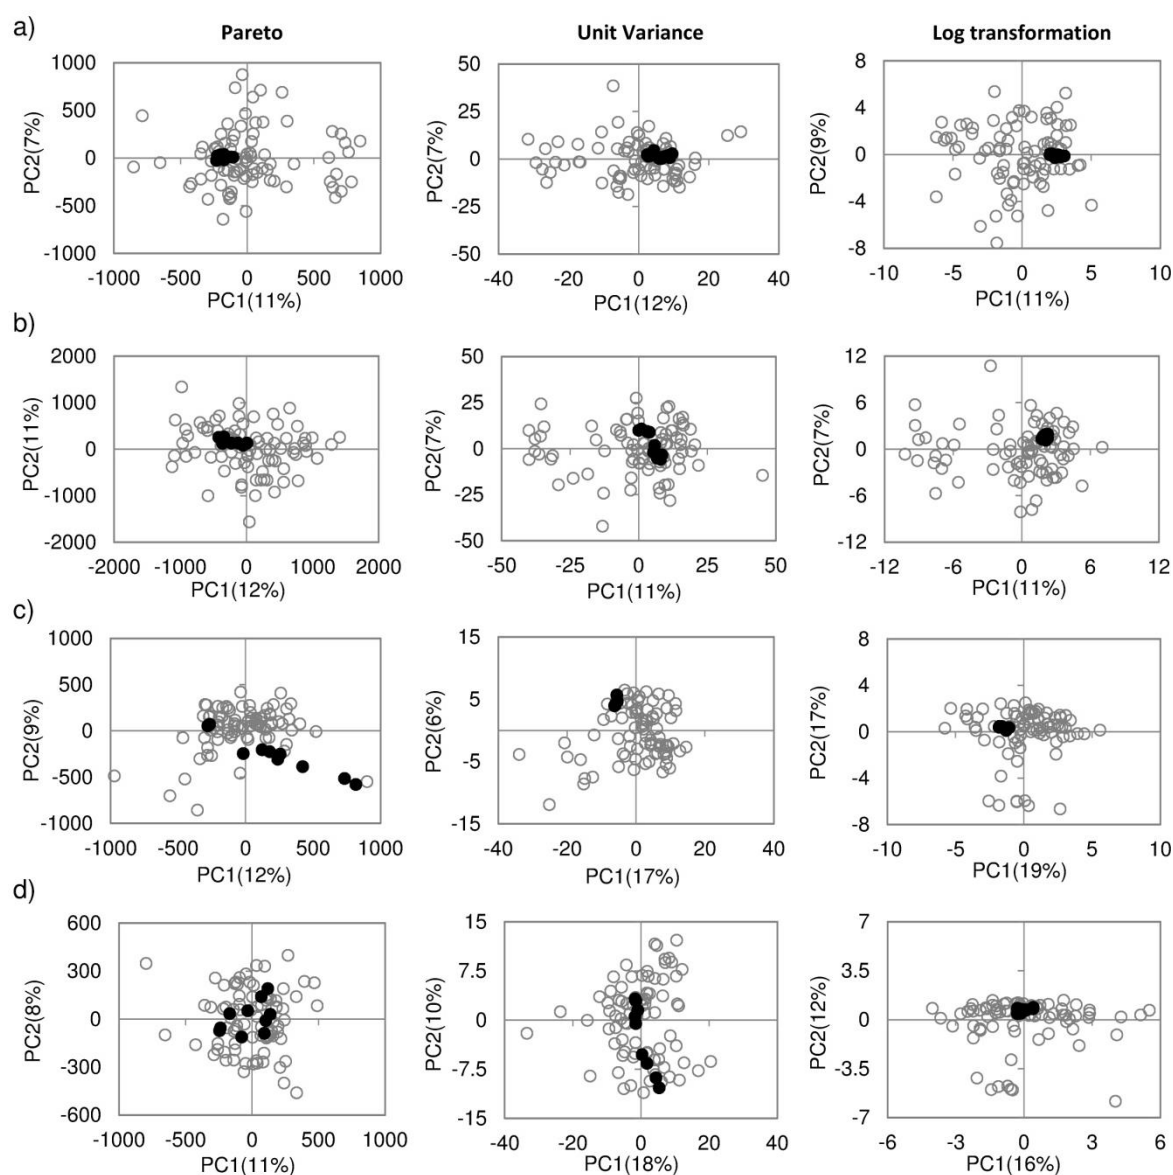 a) Pareto Unit Variance Log transformation
1000 500 0 -500 -1000
PC2(7%)
-1000 -500 0 500 1000
PC1(11%)
50 25 0 -25 -50
PC2(7%)
-40 -20 0 20 40
PC1(12%)
8 4 0 -4 -8
PC2(9%)
-10 -5 0 5 10
PC1(11%)
b)
2000 1000 0 -1000 -2000
PC2(11%)
-2000 -1000 0 1000 2000
PC1(12%)
50 25 0 -25 -50
PC2(7%)
-50 -25 0 25 50
PC1(11%)
12 6 0 -6 -12
PC2(7%)
-12 -6 0 6 12
PC1(11%)
c)
1000 500 0 -500 -1000
PC2(9%)
-1000 -500 0 500 1000
PC1(12%)
15 5 -5 -15
PC2(6%)
-40 -20 0 20 40
PC1(17%)
8 4 0 -4 -8
PC2(17%)
-10 -5 0 5 10
PC1(19%)
d)
600 300 0 -300 -600
PC2(8%)
-1000 -500 0 500 1000
PC1(11%)
15 7.5 0 -7.5 -15
PC2(10%)
-40 -20 0 20 40
PC1(18%)
7 3.5 0 -3.5 -7
PC2(12%)
-6 -3 0 3 6
PC1(16%)